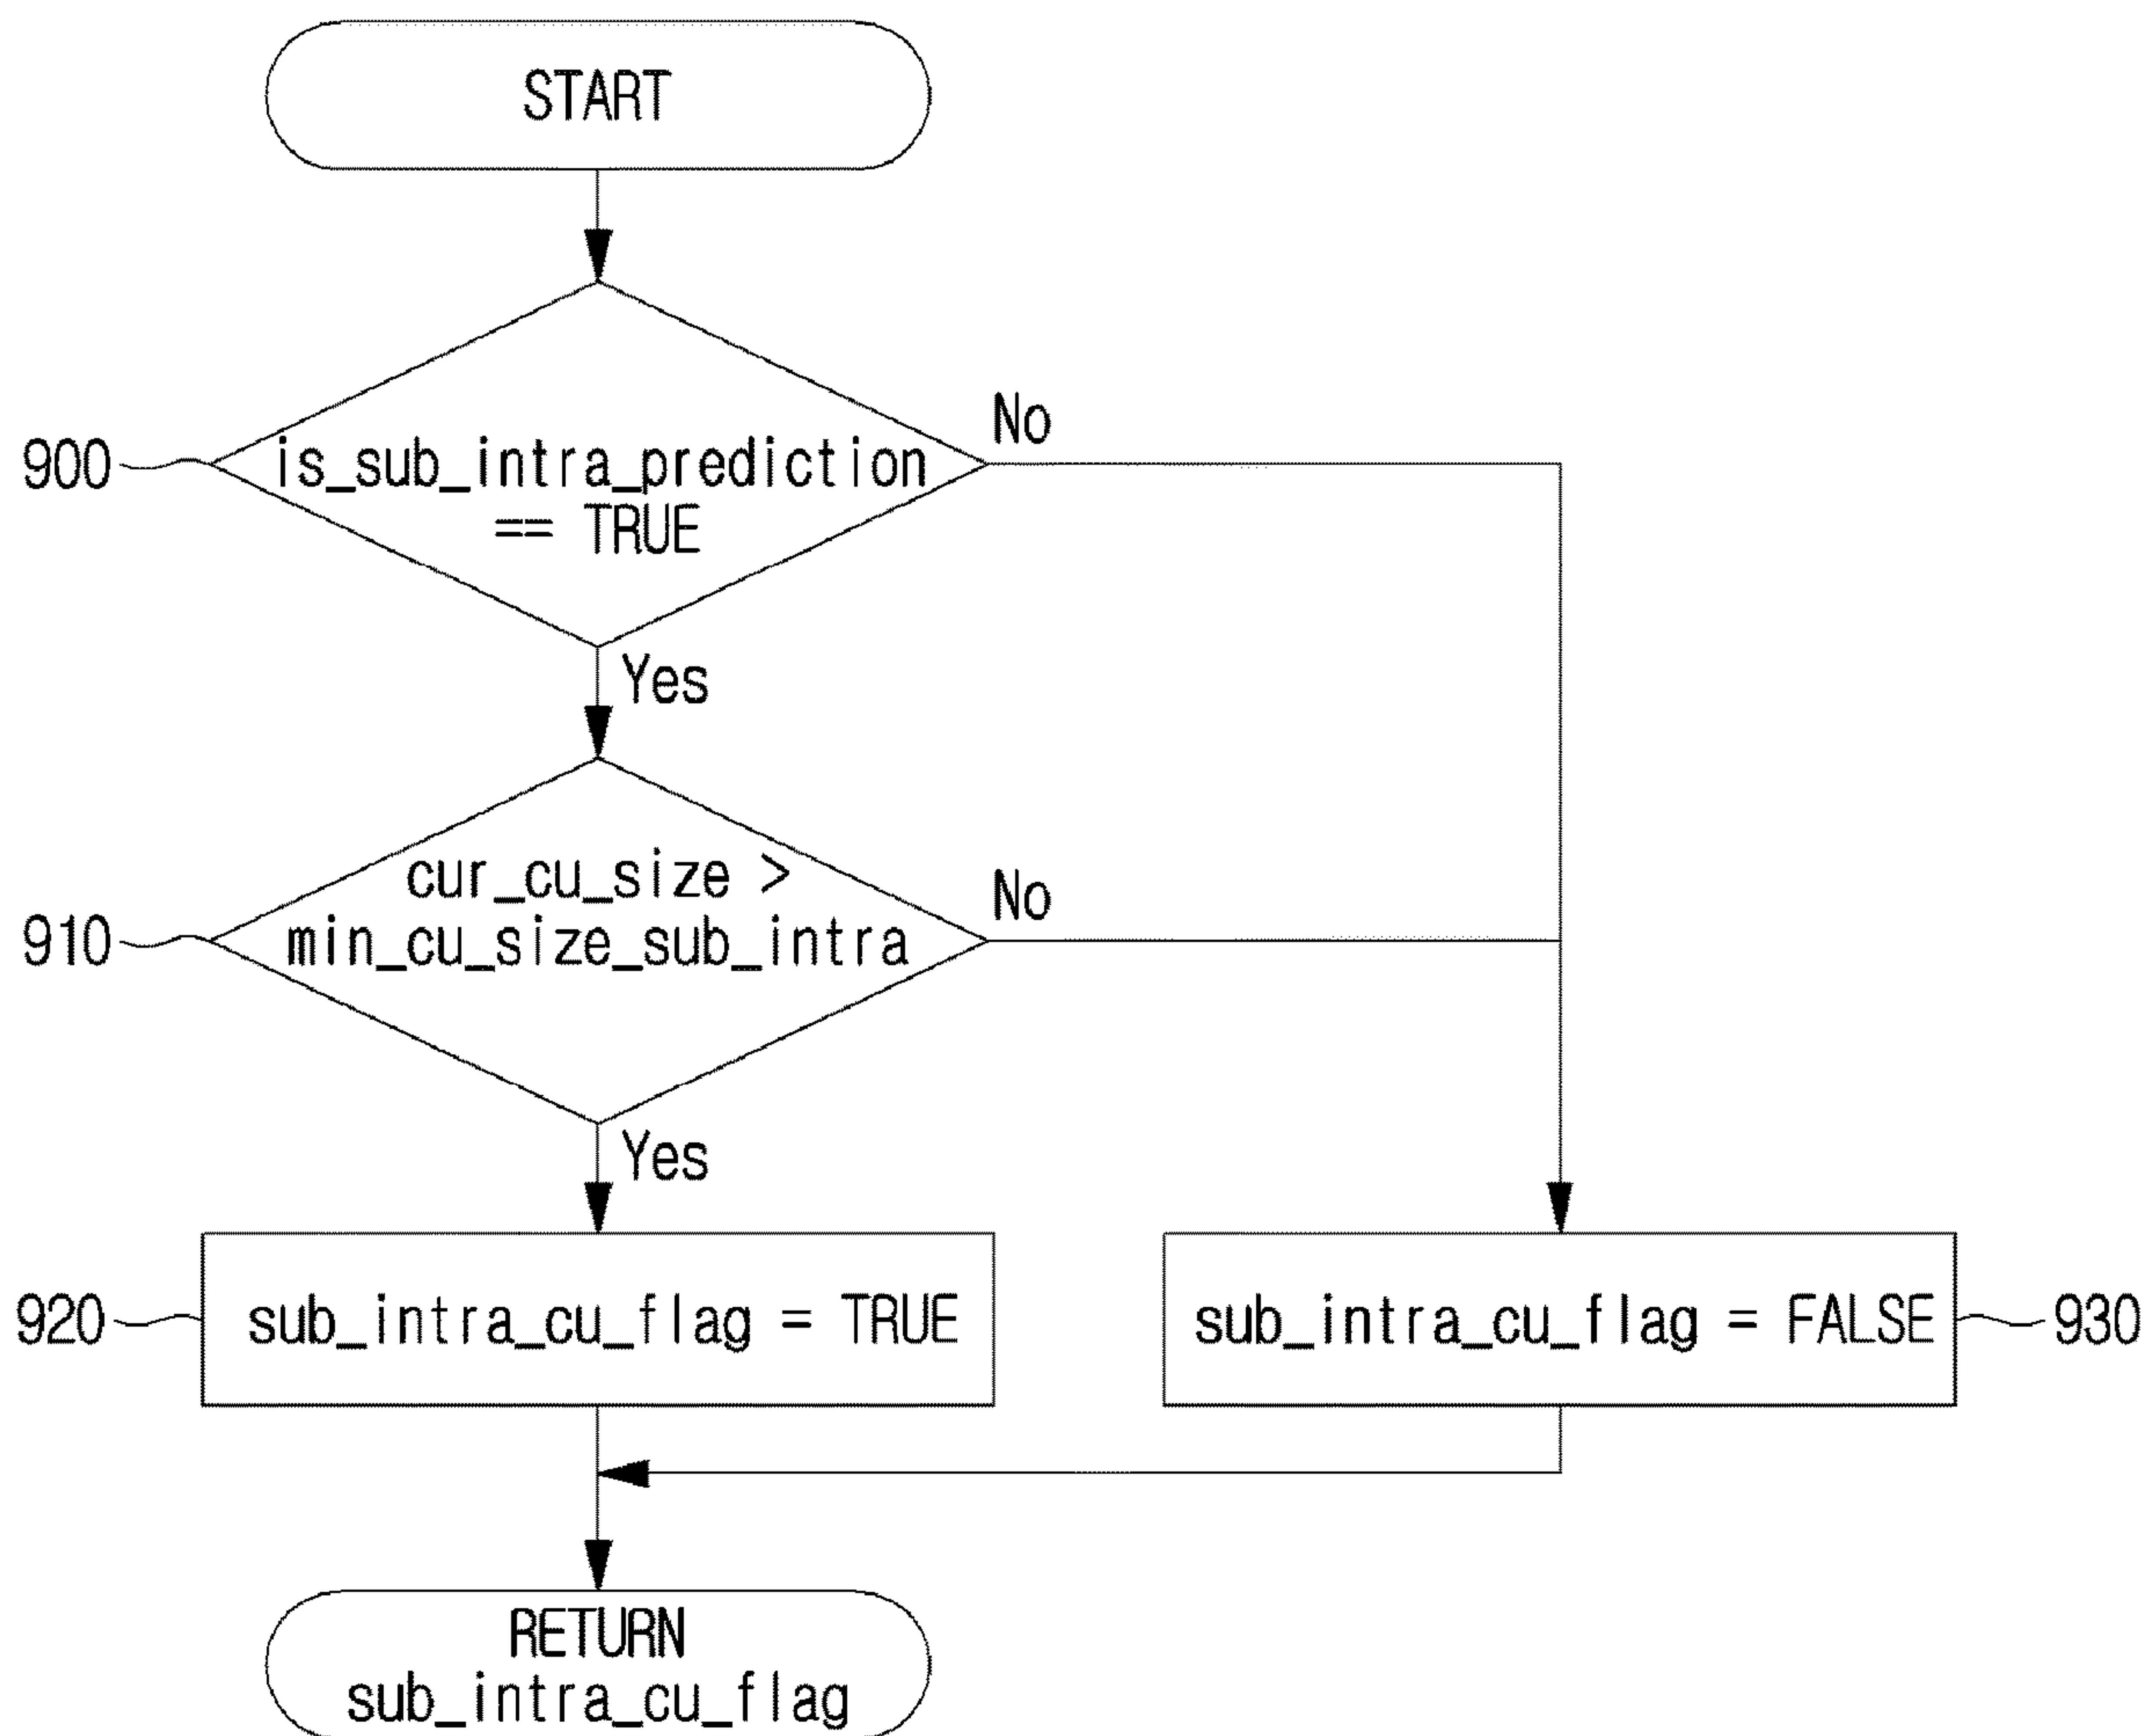 START
No
900
is_sub_intra_prediction
== TRUE
Yes
cur_cu_size >
No
910
min_cu_size_sub_intra
Yes
920
sub_intra_cu_flag = TRUE
sub_intra_cu_flag = FALSE
930
RETURN
sub_intra_cu_flag